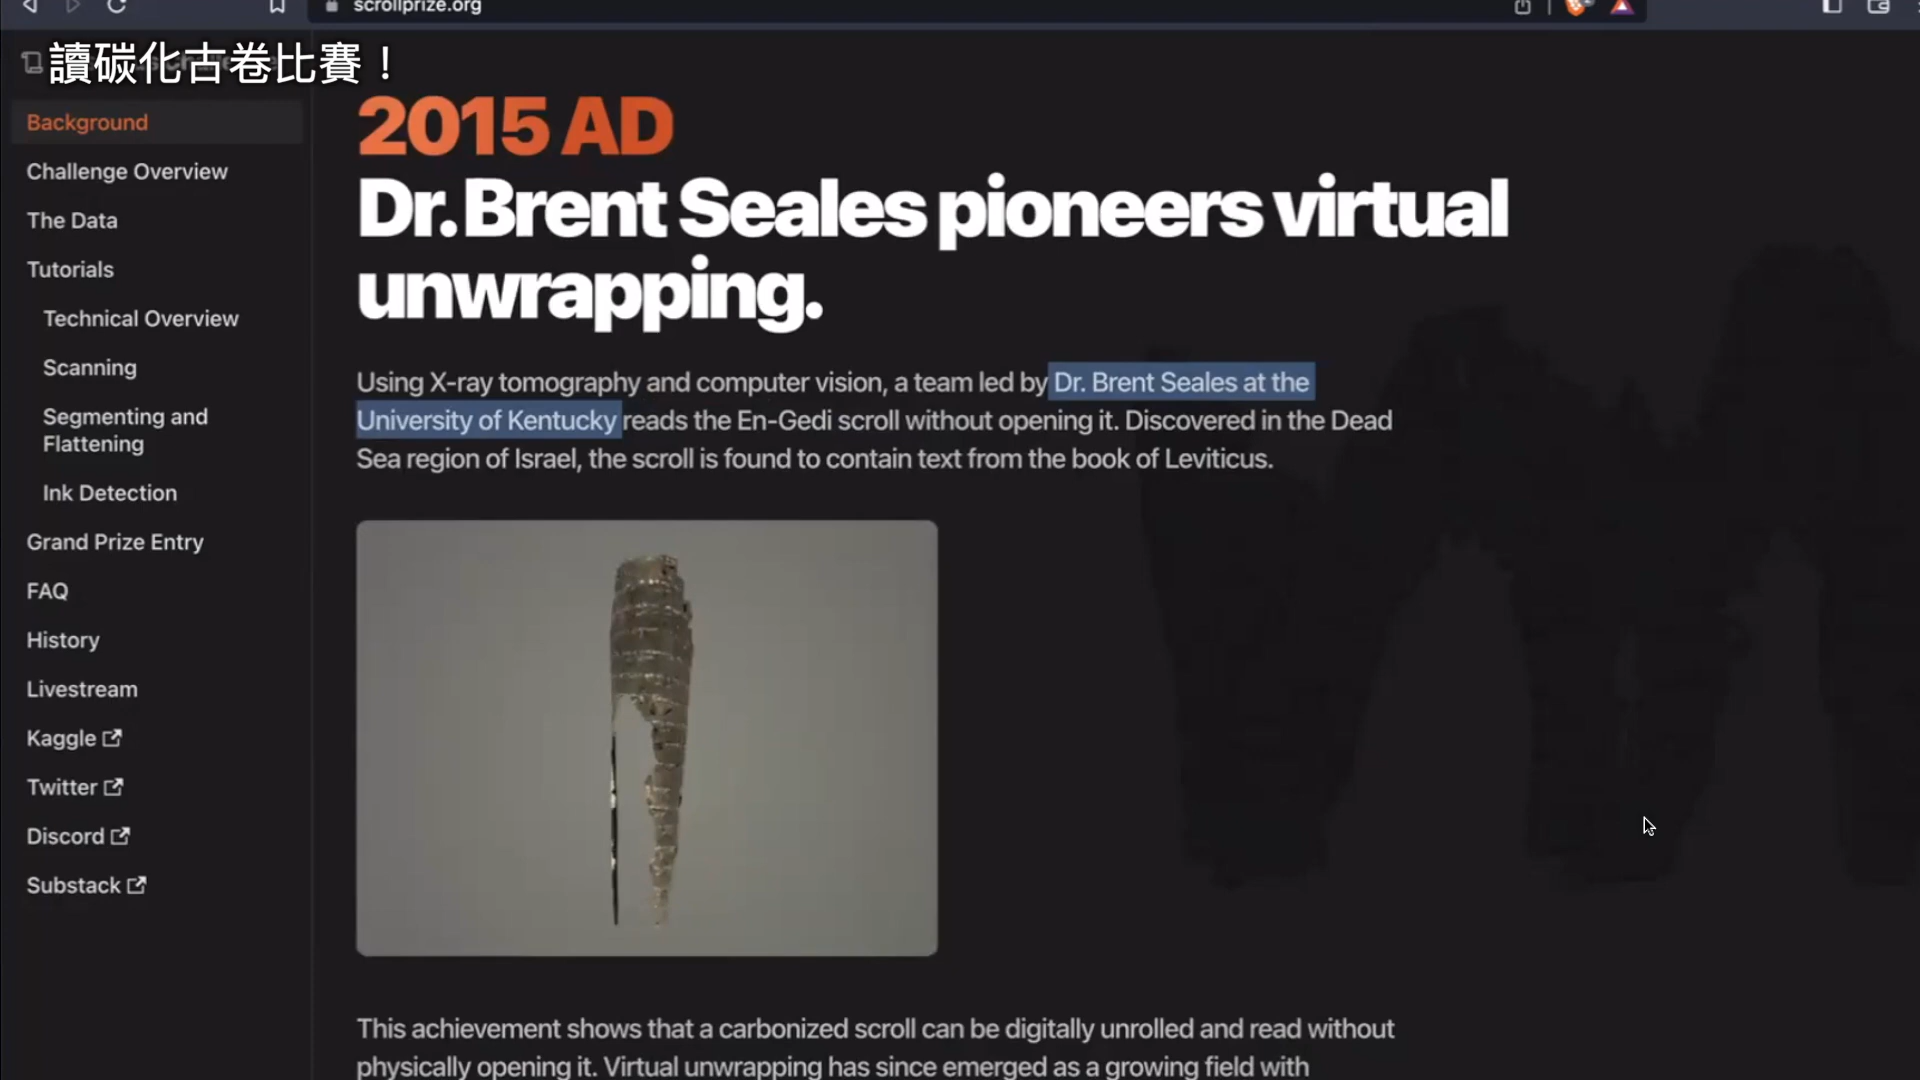 scrollprize.org
讀碳化古卷比賽！
Background
Challenge Overview
The Data
Tutorials
Technical Overview
Scanning
Segmenting and
Flattening
Ink Detection
Grand Prize Entry
FAQ
History
Livestream
Kaggle
Twitter
Discord
Substack
2015 AD
Dr. Brent Seales pioneers virtual
unwrapping.
Using X-ray tomography and computer vision, a team led by Dr. Brent Seales at the
University of Kentucky reads the En-Gedi scroll without opening it. Discovered in the Dead
Sea region of Israel, the scroll is found to contain text from the book of Leviticus.
This achievement shows that a carbonized scroll can be digitally unrolled and read without
physically opening it. Virtual unwrapping has since emerged as a growing field with